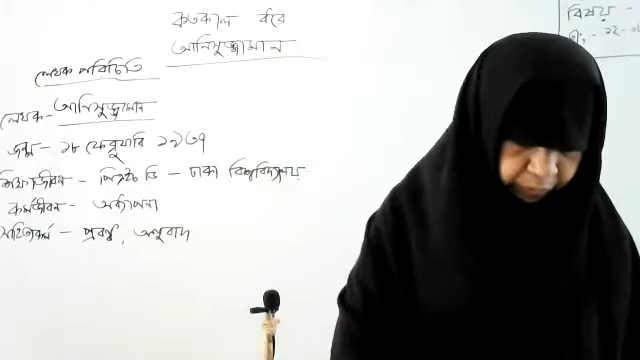 কতকাল ধরে
আনিসুজ্জামান
বিষয় -
লেখক পরিচিতি
লেখক - আনিসুজ্জামান
জন্ম - ১৮ ফেব্রুয়ারি ১৯৩৭
শিক্ষাজীবন - পিএইচ ডি - ঢাকা বিশ্ববিদ্যালয়
কর্মজীবন - অধ্যাপনা
সাহিত্যকর্ম - প্রবন্ধ, অনুবাদ